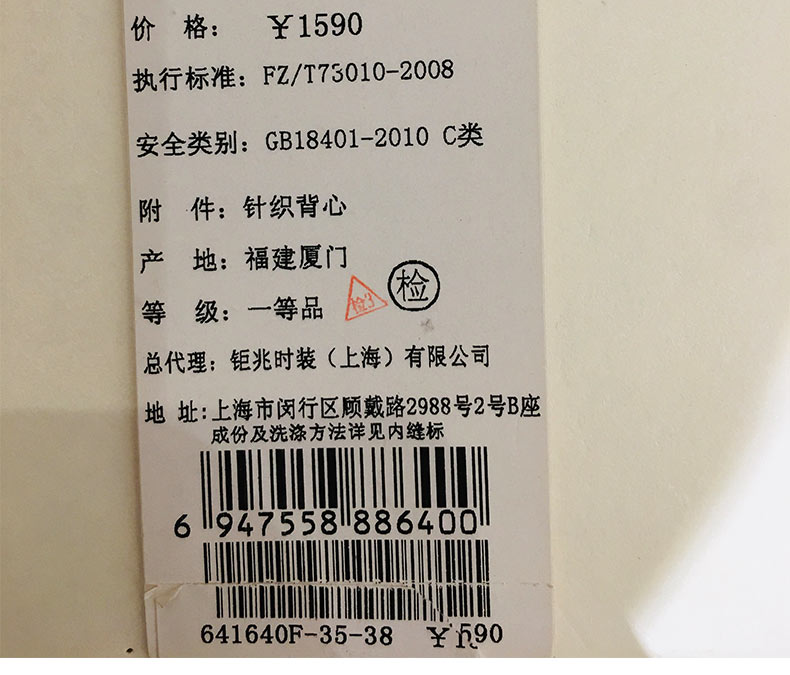 价 格： ￥1590
执行标准：FZ/T73010-2008
安全类别：GB18401-2010 C类
附 件：针织背心
产 地：福建厦门
检
等 级：一等品 检3
总代理：钜兆时装（上海）有限公司
地 址:上海市闵行区顾戴路2988号2号B座
成份及洗涤方法详见内缝标
6 947558 886400
641640F-35-38 ￥1590